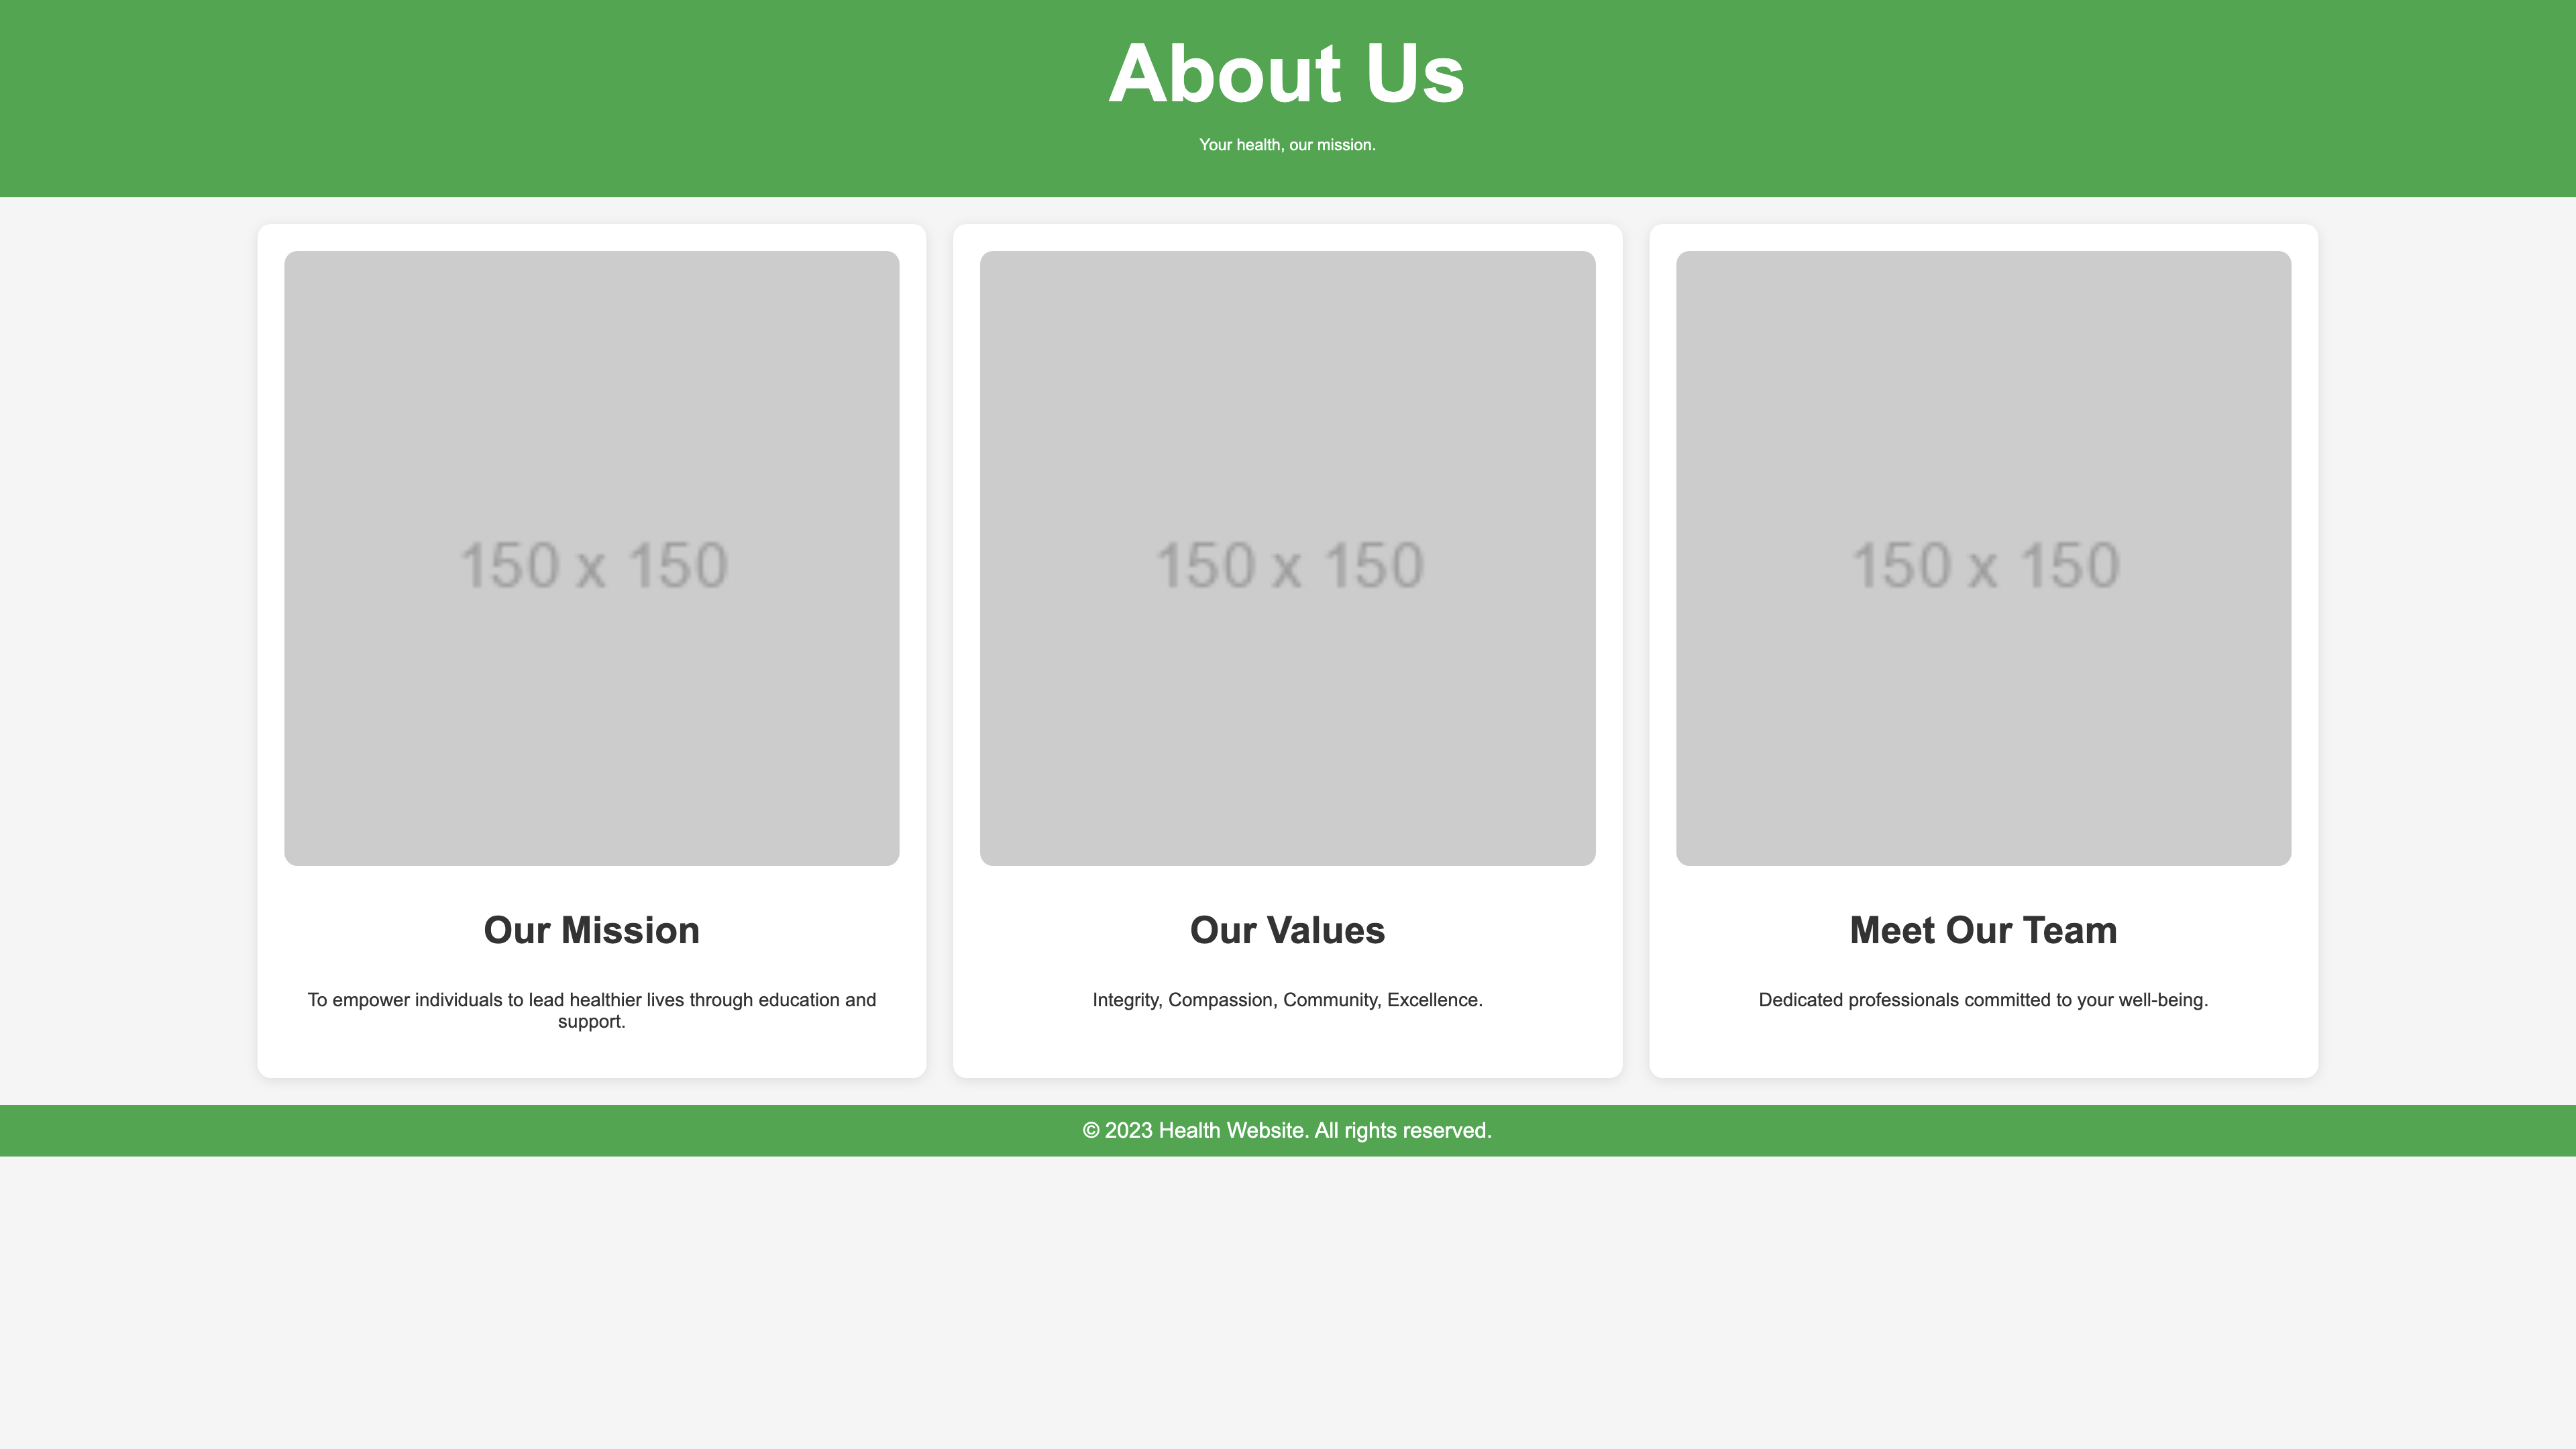 About Us
Your health, our mission.
150 x 150
150 x 150
150 x 150
Our Mission
To empower individuals to lead healthier lives through education and
support.
Our Values
Integrity, Compassion, Community, Excellence.
Meet Our Team
Dedicated professionals committed to your well-being.
© 2023 Health Website. All rights reserved.